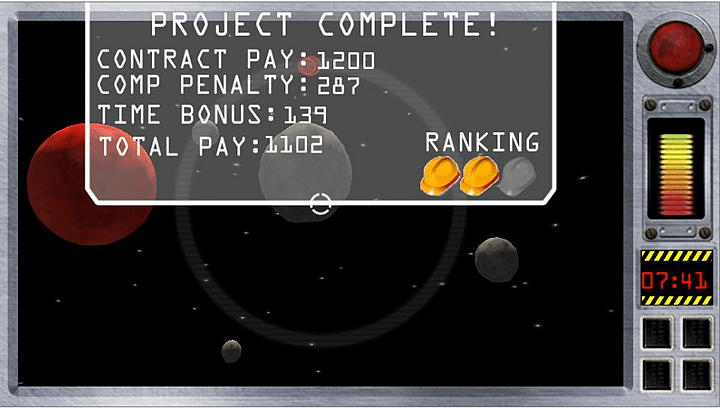 PROJECT COMPLETE!
CONTRACT PAY:1200
COMP PENALTY:287
TIME BONUS:139
TOTAL PAY:1102
RANKING
07:41